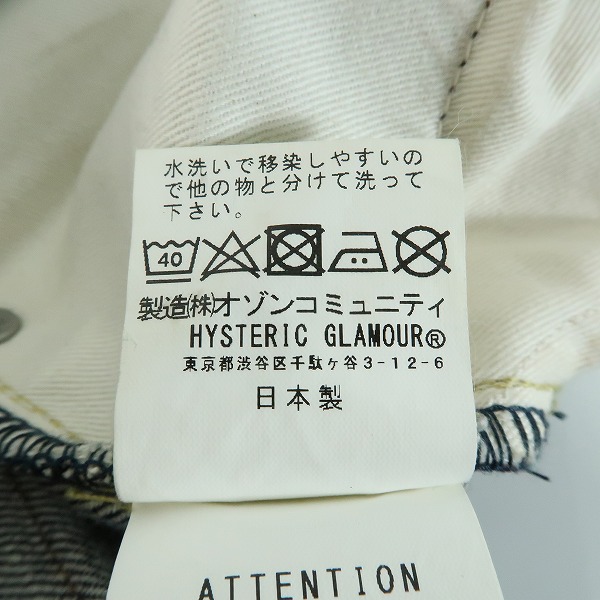 水洗いで移染しやすいの
で他の物と分けて洗って
下さい。
40
製造(株)オゾンコミュニティ
HYSTERIC GLAMOUR®
東京都渋谷区千駄ヶ谷3-12-6
日本製
ATTENTION